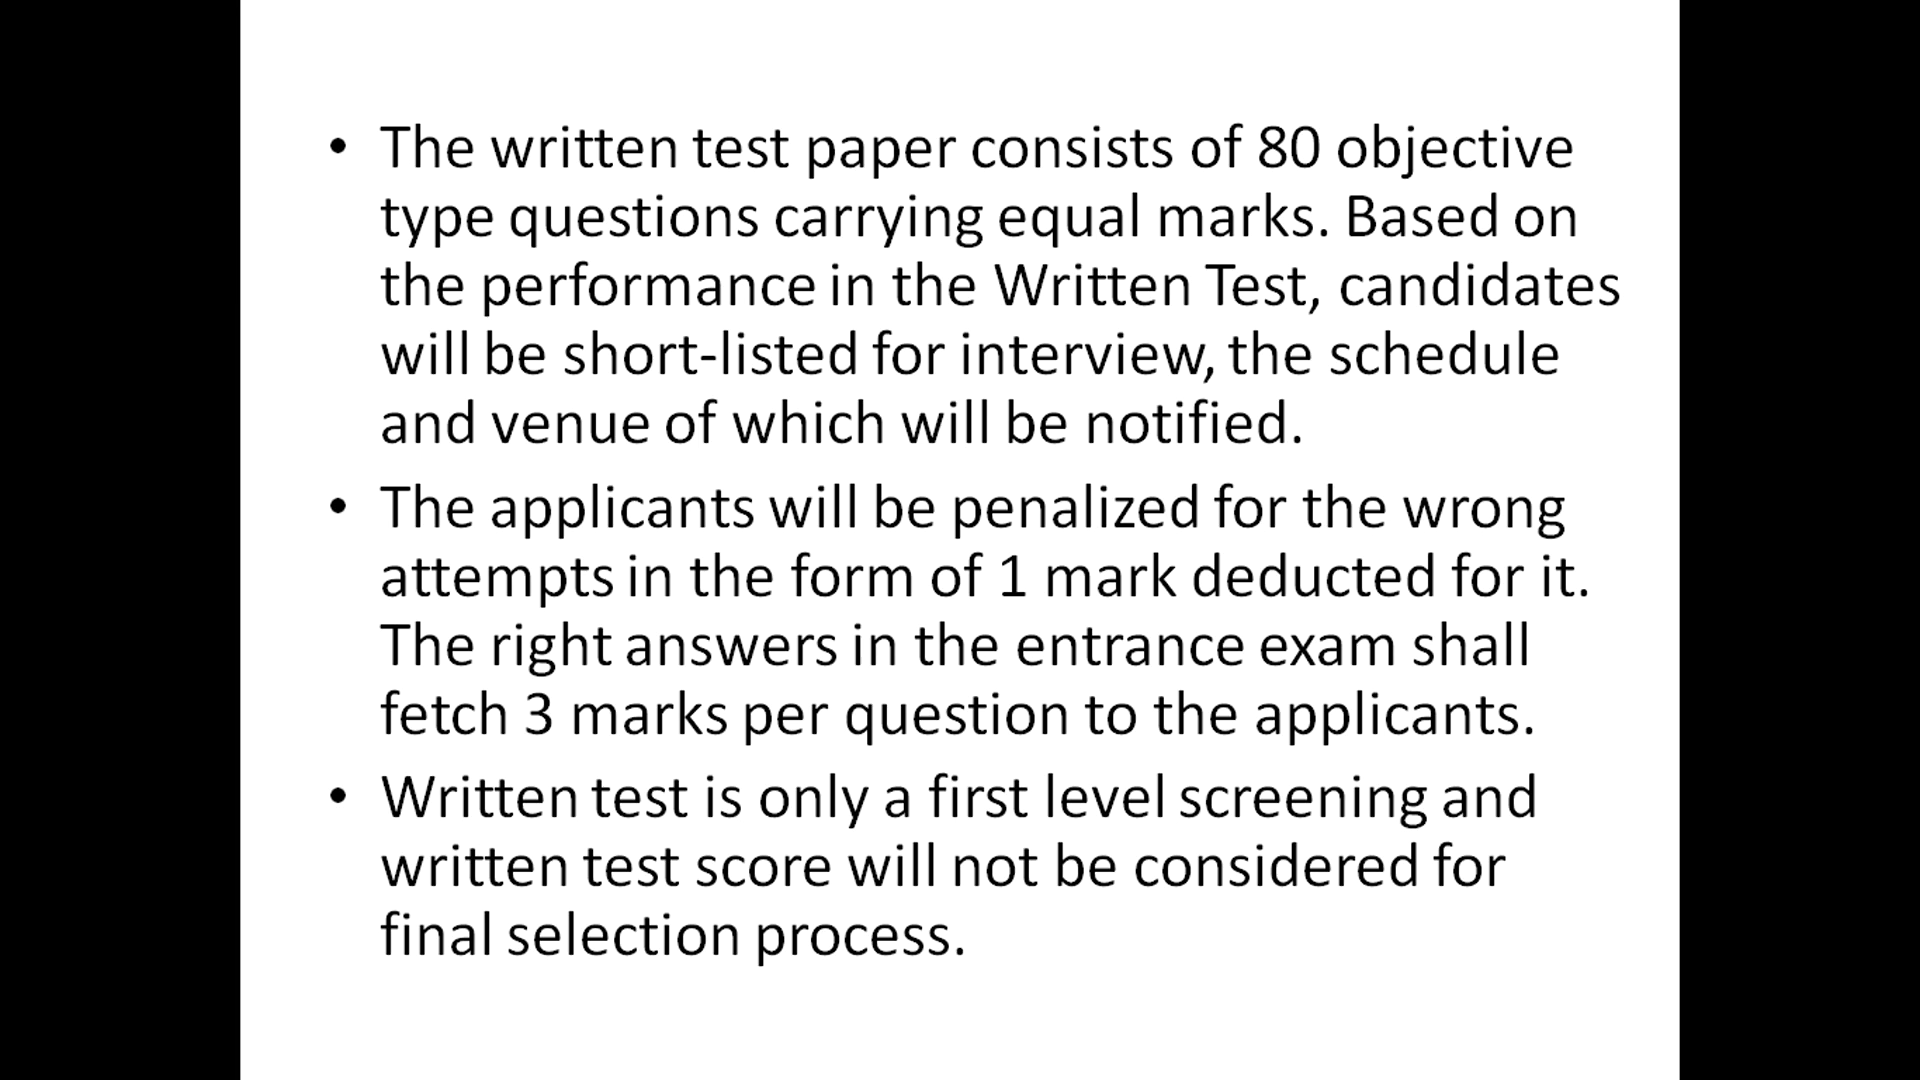 • The written test paper consists of 80 objective
type questions carrying equal marks. Based on
the performance in the Written Test, candidates
will be short-listed for interview, the schedule
and venue of which will be notified.
• The applicants will be penalized for the wrong
attempts in the form of 1 mark deducted for it.
The right answers in the entrance exam shall
fetch 3 marks per question to the applicants.
• Written test is only a first level screening and
written test score will not be considered for
final selection process.